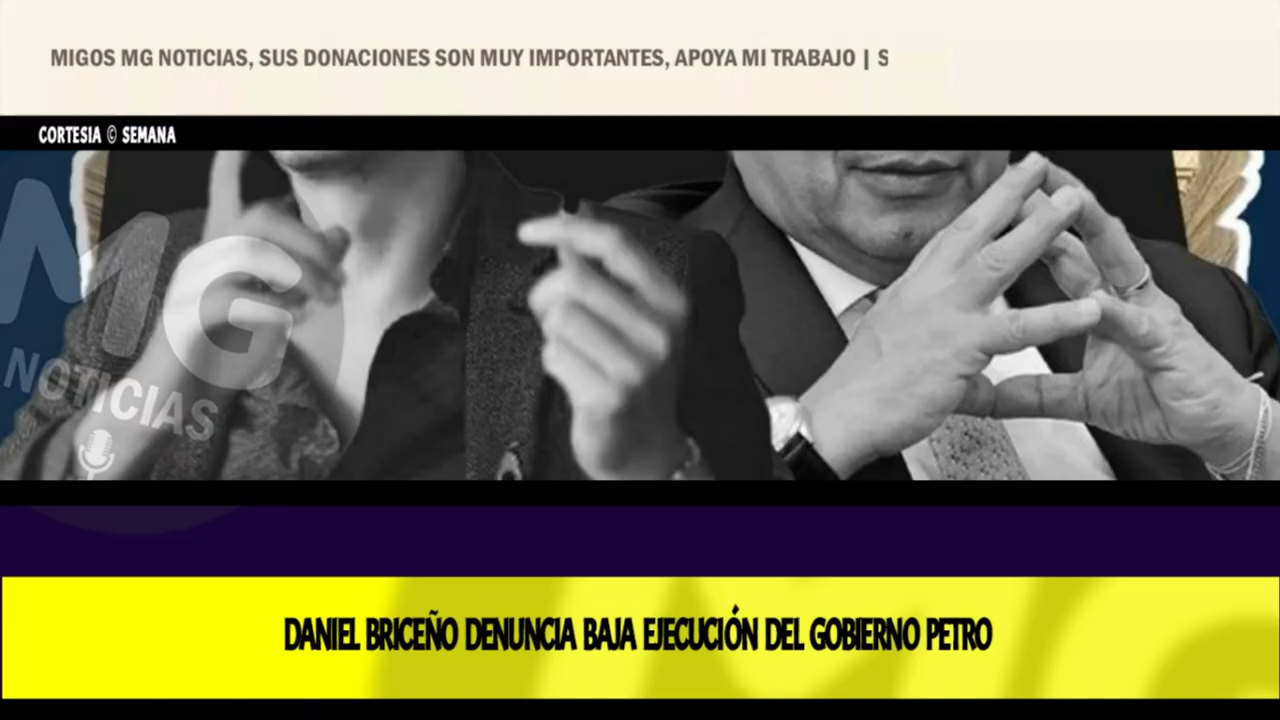 MIGOS MG NOTICIAS, SUS DONACIONES SON MUY IMPORTANTES, APOYA MI TRABAJO | S
CORTESIA © SEMANA
MG
NOTICIAS
DANIEL BRICEÑO DENUNCIA BAJA EJECUCIÓN DEL GOBIERNO PETRO